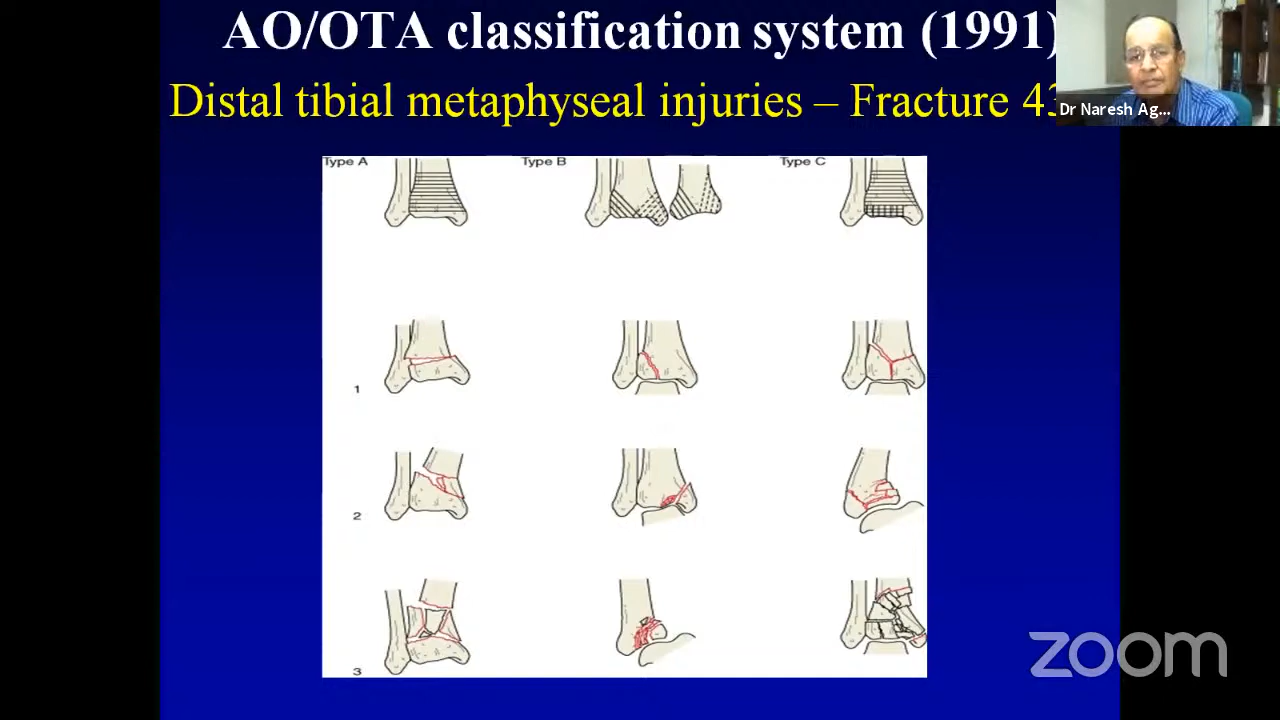 AO/OTA classification system (1991)
Distal tibial metaphyseal injuries – Fracture 43
Dr Naresh Ag...
Type A
Type B
Type C
1
2
3
zoom